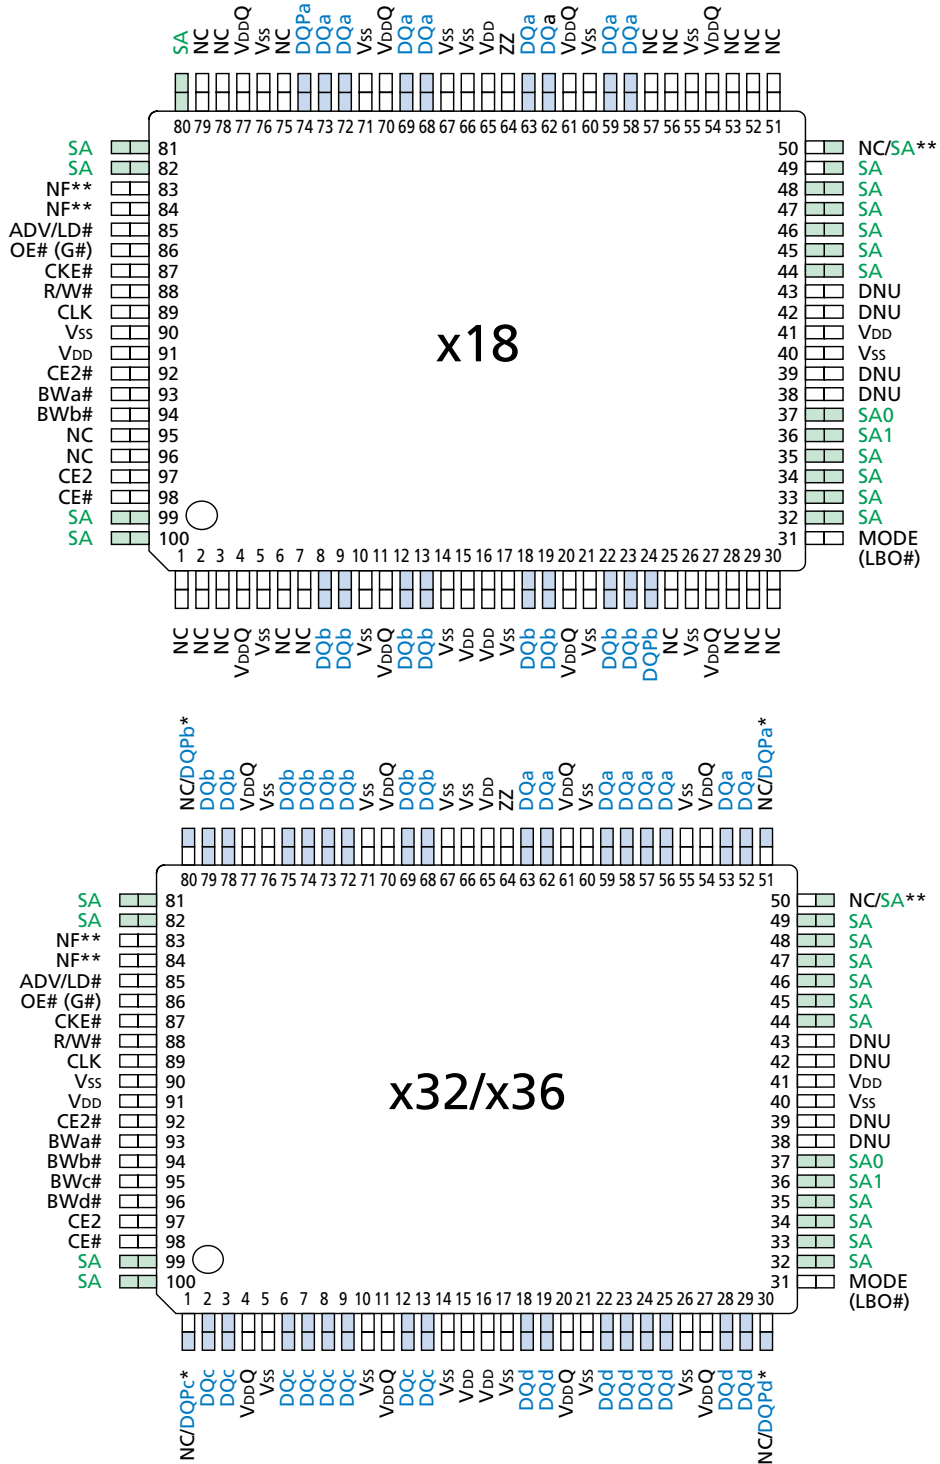 SA NC NC VDDQ Vss NC DQPa DQa DQa Vss VDDQ DQa DQa Vss Vss VDD ZZ DQa DQa VDDQ Vss DQa DQa NC NC Vss VDDQ NC NC NC
80 79 78 77 76 75 74 73 72 71 70 69 68 67 66 65 64 63 62 61 60 59 58 57 56 55 54 53 52 51
SA 81 50 NC/SA**
SA 82 49 SA
NF** 83 48 SA
NF** 84 47 SA
ADV/LD# 85 46 SA
OE# (G#) 86 45 SA
CKE# 87 44 SA
R/W# 88 43 DNU
CLK 89 42 DNU
Vss 90 41 VDD
x18
VDD 91 40 Vss
CE2# 92 39 DNU
BWa# 93 38 DNU
BWb# 94 37 SA0
NC 95 36 SA1
NC 96 35 SA
CE2 97 34 SA
CE# 98 33 SA
SA 99 32 SA
SA 100 31 MODE
(LBO#)
1 2 3 4 5 6 7 8 9 10 11 12 13 14 15 16 17 18 19 20 21 22 23 24 25 26 27 28 29 30
NC NC NC VDDQ Vss NC NC DQb DQb Vss VDDQ DQb DQb Vss VDD VDD Vss DQb DQb VDDQ Vss DQb DQb DQPb NC Vss VDDQ NC NC NC
NC/DQPb* DQb DQb VDDQ Vss DQb DQb DQb DQb Vss VDDQ DQb DQb Vss Vss VDD ZZ DQa DQa VDDQ Vss DQa DQa DQa DQa Vss VDDQ DQa DQa NC/DQPa*
80 79 78 77 76 75 74 73 72 71 70 69 68 67 66 65 64 63 62 61 60 59 58 57 56 55 54 53 52 51
SA 81 50 NC/SA**
SA 82 49 SA
NF** 83 48 SA
NF** 84 47 SA
ADV/LD# 85 46 SA
OE# (G#) 86 45 SA
CKE# 87 44 SA
R/W# 88 43 DNU
CLK 89 42 DNU
Vss 90 41 VDD
x32/x36
VDD 91 40 Vss
CE2# 92 39 DNU
BWa# 93 38 DNU
BWb# 94 37 SA0
BWc# 95 36 SA1
BWd# 96 35 SA
CE2 97 34 SA
CE# 98 33 SA
SA 99 32 SA
SA 100 31 MODE
(LBO#)
1 2 3 4 5 6 7 8 9 10 11 12 13 14 15 16 17 18 19 20 21 22 23 24 25 26 27 28 29 30
NC/DQPc* DQc DQc VDDQ Vss DQc DQc DQc DQc Vss VDDQ DQc DQc Vss VDD VDD Vss DQd DQd VDDQ Vss DQd DQd DQd DQd Vss VDDQ DQd DQd NC/DQPd*